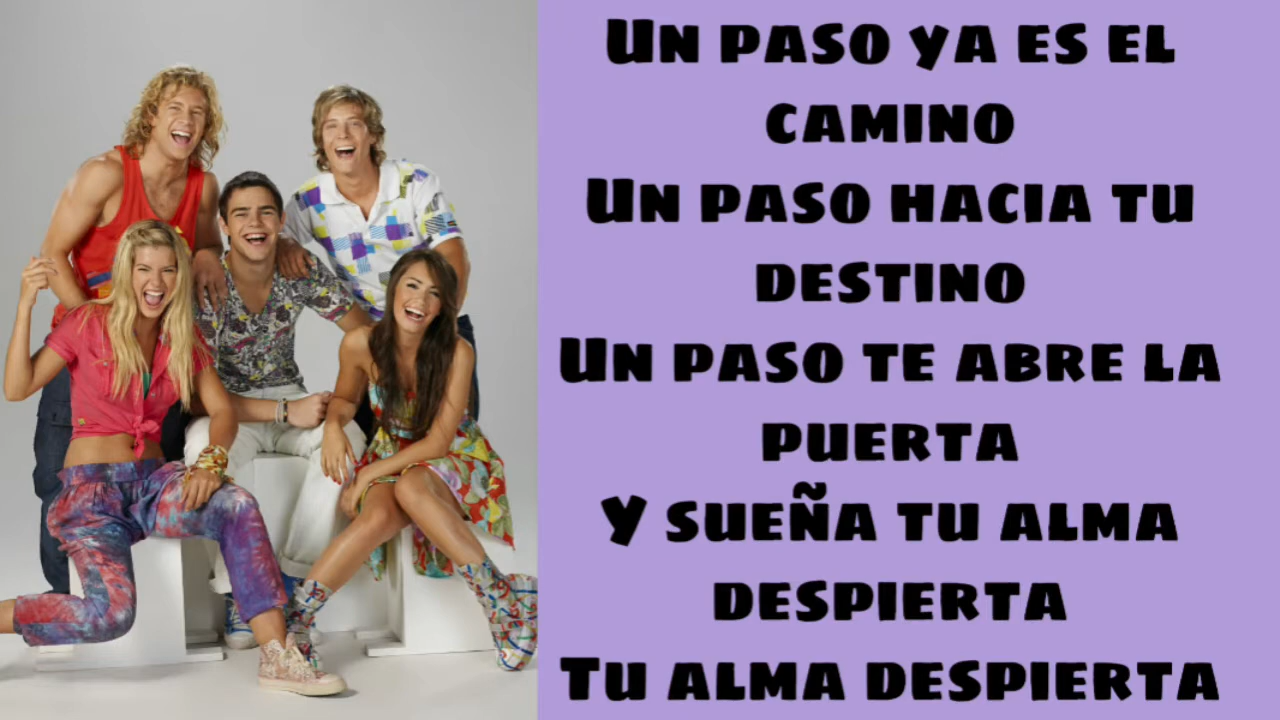 Un paso ya es el
camino
Un paso hacia tu
destino
Un paso te abre la
puerta
Y sueña tu alma
despierta
Tu alma despierta